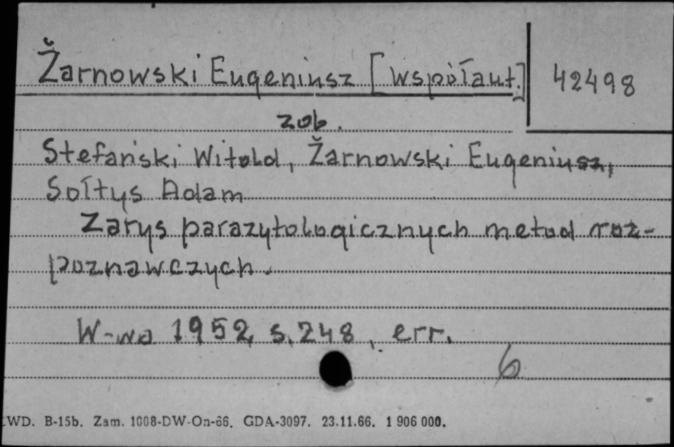 Żarnowski Eugeniusz [współaut.]
42498
zob.
Stefański Witold, Żarnowski Eugeniusz,
Sołtys Adam
Zarys parazytologicznych metod roz-
poznawczych.
W-wa 1952, s. 248, err.
6
WD. B-15b. Zam. 1008-DW-On-66. GDA-3097. 23.11.66. 1 906 000.